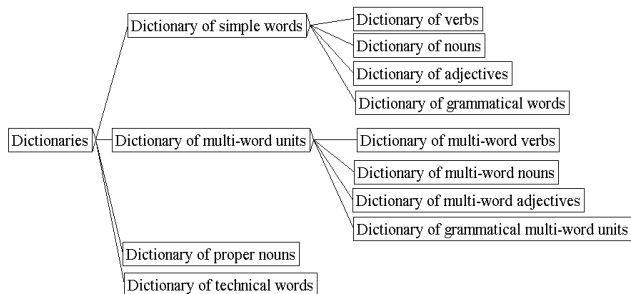 Dictionary of simple words
Dictionary of verbs
Dictionary of nouns
Dictionary of adjectives
Dictionary of grammatical words
Dictionaries
Dictionary of multi-word units
Dictionary of multi-word verbs
Dictionary of multi-word nouns
Dictionary of multi-word adjectives
Dictionary of grammatical multi-word units
Dictionary of proper nouns
Dictionary of technical words